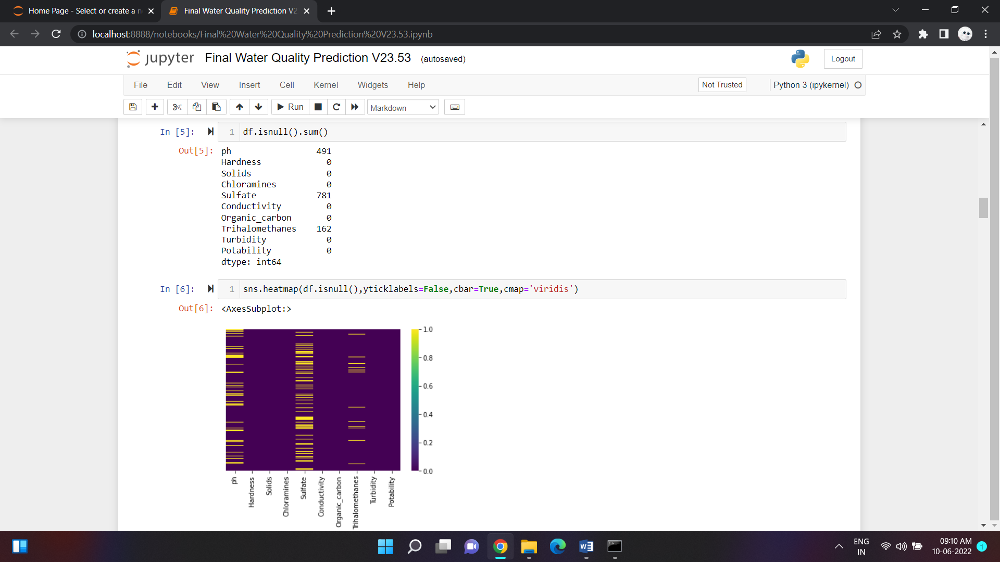 Home Page - Select or create a n
Final Water Quality Prediction V2
localhost:8888/notebooks/Final%20Water%20Quality%20Prediction%20V23.53.ipynb
jupyter Final Water Quality Prediction V23.53 (autosaved)
Logout
File Edit View Insert Cell Kernel Widgets Help
Not Trusted
Python 3 (ipykernel)
Run
Markdown
In [5]: 1 df.isnull().sum()
Out[5]: ph 491
Hardness 0
Solids 0
Chloramines 0
Sulfate 781
Conductivity 0
Organic_carbon 0
Trihalomethanes 162
Turbidity 0
Potability 0
dtype: int64
In [6]: 1 sns.heatmap(df.isnull(),yticklabels=False,cbar=True,cmap='viridis')
Out[6]: <AxesSubplot:>
1.0
0.8
0.6
0.4
0.2
0.0
ph
Hardness
Solids
Chloramines
Sulfate
Conductivity
Organic_carbon
Trihalomethanes
Turbidity
Potability
ENG
IN
09:10 AM
10-06-2022
1